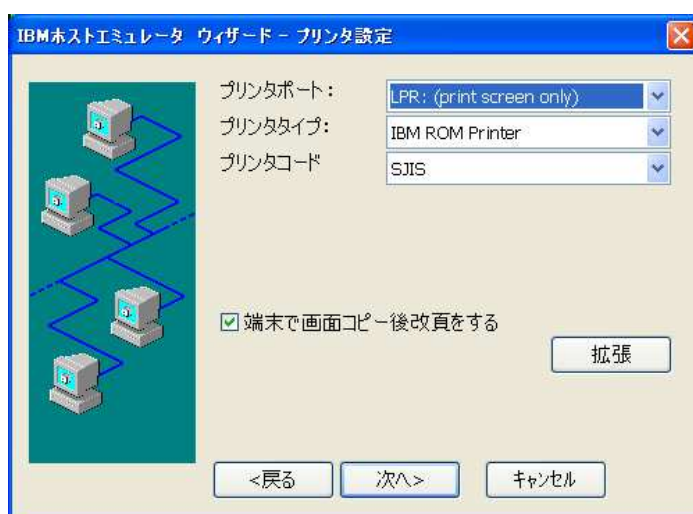 IBMホストエミュレータ ウィザード - プリンタ設定
プリンタポート: LPR: (print screen only)
プリンタタイプ: IBM ROM Printer
プリンタコード SJIS
端末で画面コピー後改頁をする
拡張
<戻る 次へ> キャンセル